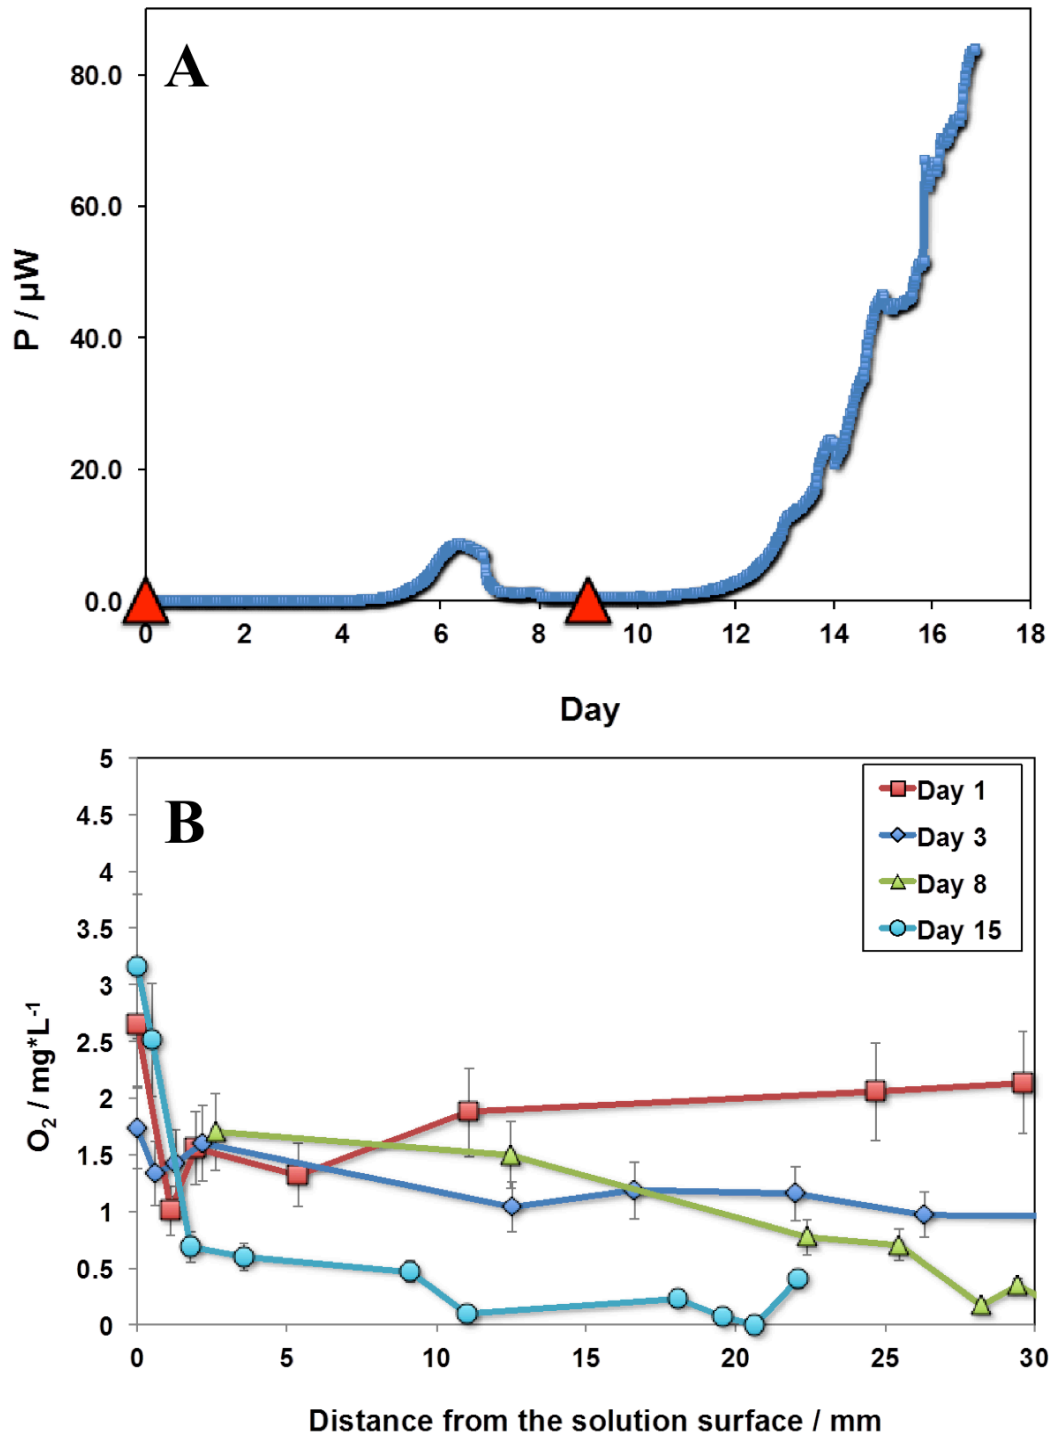 A
80.0
60.0
40.0
20.0
0.0
P / µW
0 2 4 6 8 10 12 14 16 18
Day
B
5
4.5
4
3.5
3
2.5
2
1.5
1
0.5
0
O₂ / mg*L⁻¹
Day 1
Day 3
Day 8
Day 15
0 5 10 15 20 25 30
Distance from the solution surface / mm